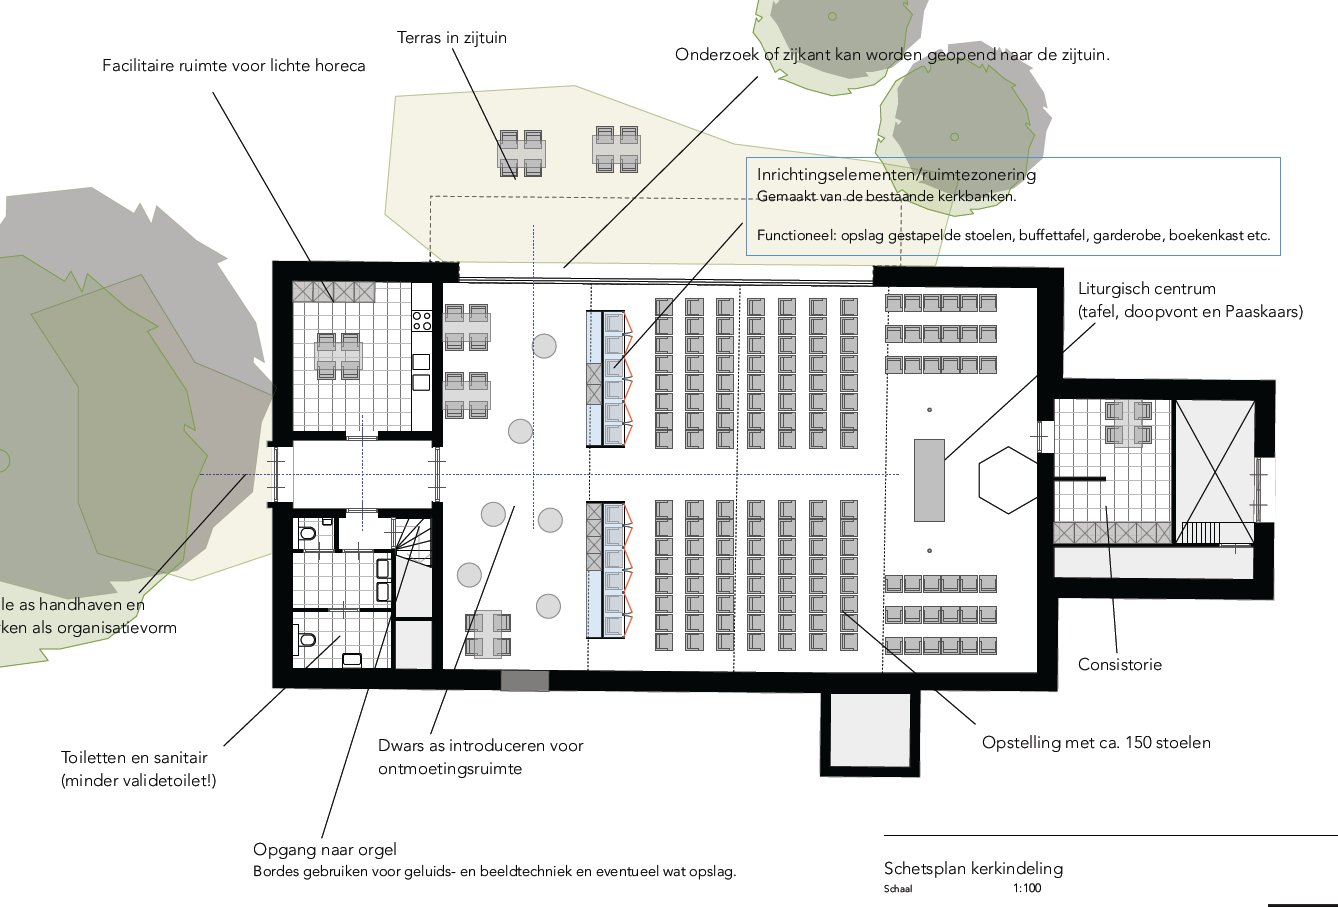 Terras in zijtuin
Onderzoek of zijkant kan worden geopend naar de zijtuin.
Facilitaire ruimte voor lichte horeca
Inrichtingselementen/ruimtezonering
Gemaakt van de bestaande kerkbanken.
Functioneel: opslag gestapelde stoelen, buffettafel, garderobe, boekenkast etc.
Liturgisch centrum
(tafel, doopvont en Paaskaars)
le as handhaven en
ken als organisatievorm
Consistorie
Toiletten en sanitair
(minder validetoilet!)
Dwars as introduceren voor
ontmoetingsruimte
Opstelling met ca. 150 stoelen
Opgang naar orgel
Bordes gebruiken voor geluids- en beeldtechniek en eventueel wat opslag.
Schetsplan kerkindeling
Schaal 1:100